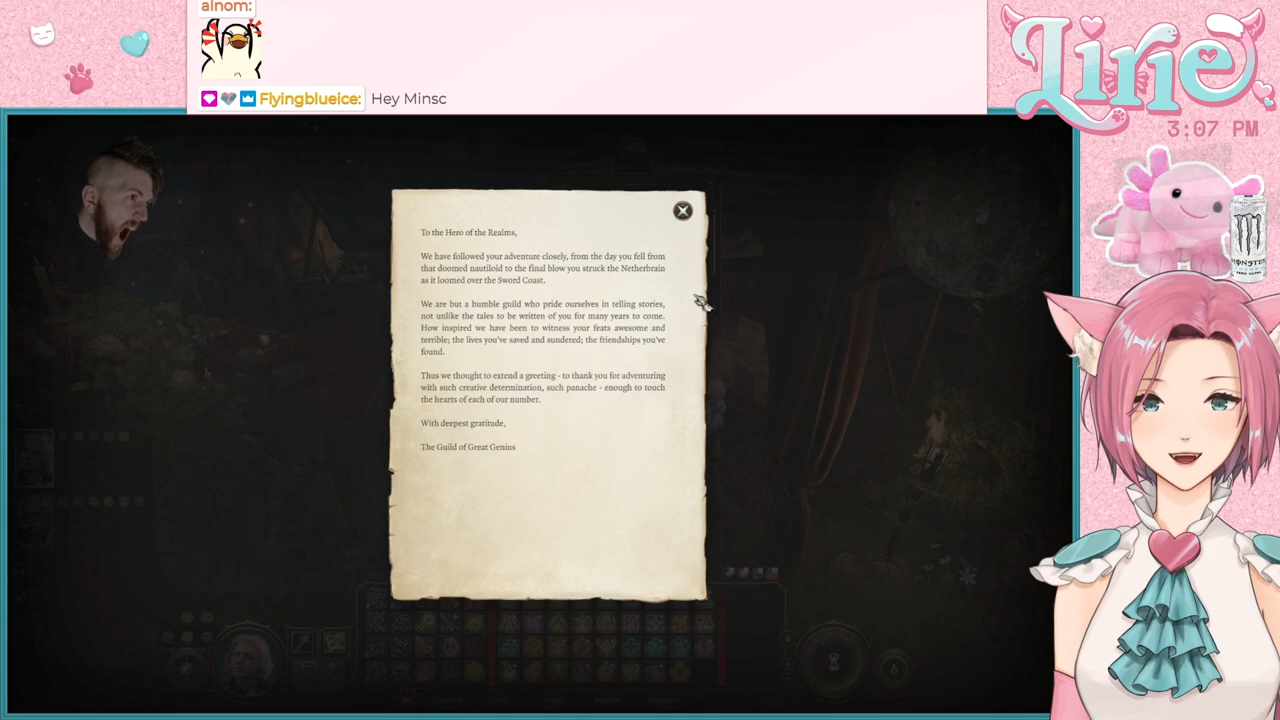 alnom:
Flyingblueice: Hey Minsc
Lirie
3:07 PM
MONSTER
To the Hero of the Realms,
We have followed your adventure closely, from the day you fell from
that doomed nautiloid to the final blow you struck the Netherbrain
as it loomed over the Sword Coast.
We are but a humble guild who pride ourselves in telling stories,
not unlike the tales to be written of you for many years to come.
How inspired we have been to witness your feats awesome and
terrible; the lives you've saved and sundered; the friendships you've
found.
Thus we thought to extend a greeting - to thank you for adventuring
with such creative determination, such panache - enough to touch
the hearts of each of our number.
With deepest gratitude,
The Guild of Great Genius